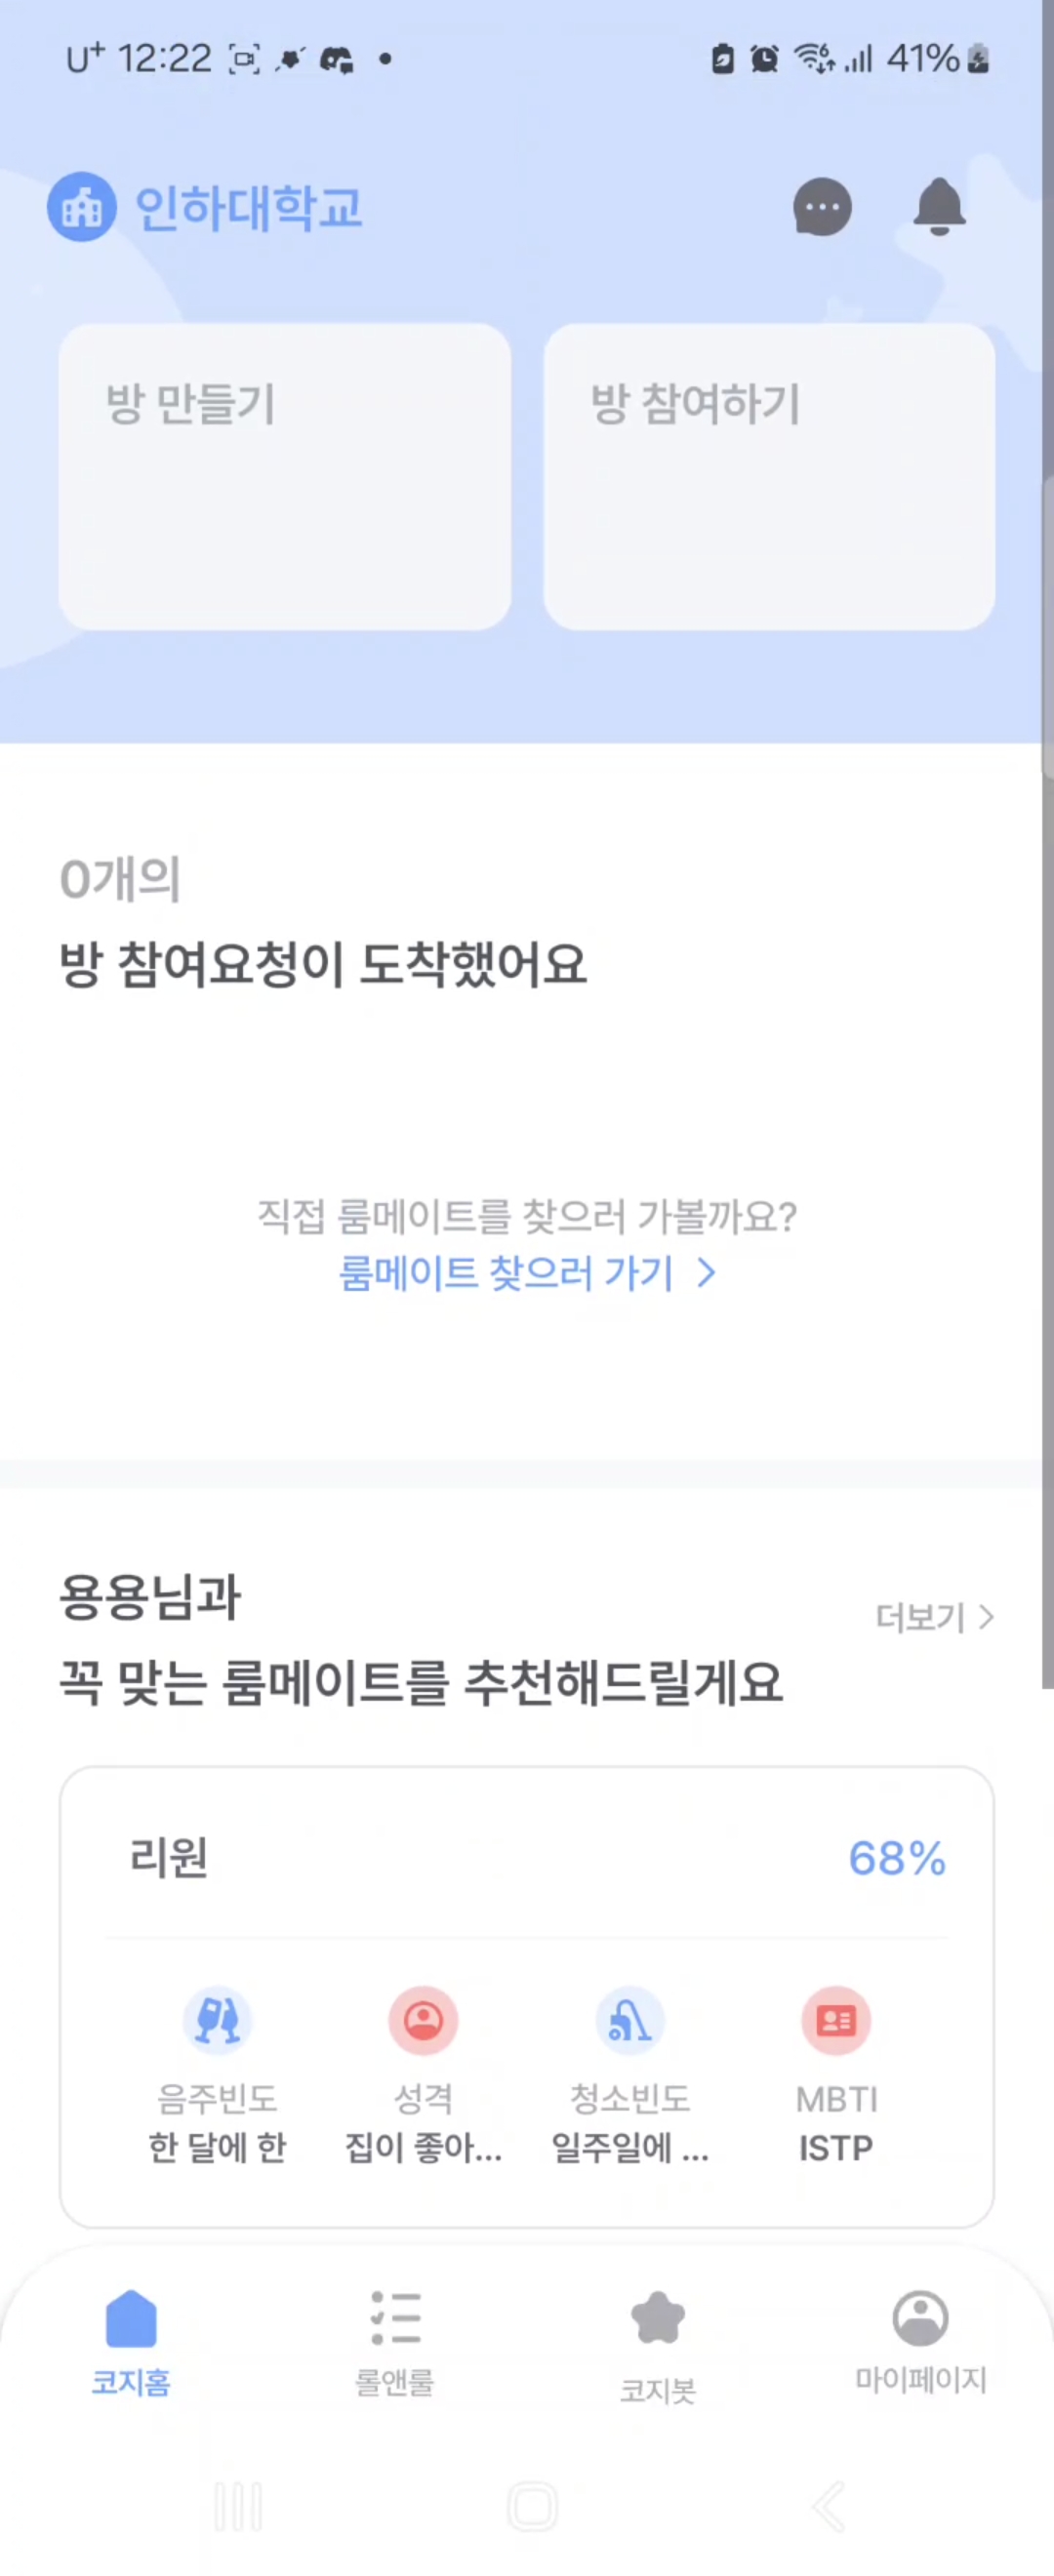 U+ 12:22 41%
인하대학교
방 만들기 방 참여하기
0개의
방 참여요청이 도착했어요
직접 룸메이트를 찾으러 가볼까요?
룸메이트 찾으러 가기 >
용용님과
더보기 >
꼭 맞는 룸메이트를 추천해드릴게요
리원 68%
음주빈도 성격 청소빈도 MBTI
한 달에 한 집이 좋아... 일주일에 ... ISTP
코지홈 롤앤룰 코지봇 마이페이지